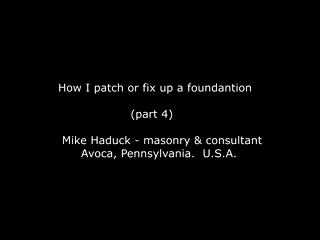 How I patch or fix up a foundantion
(part 4)
Mike Haduck - masonry & consultant
Avoca, Pennsylvania. U.S.A.